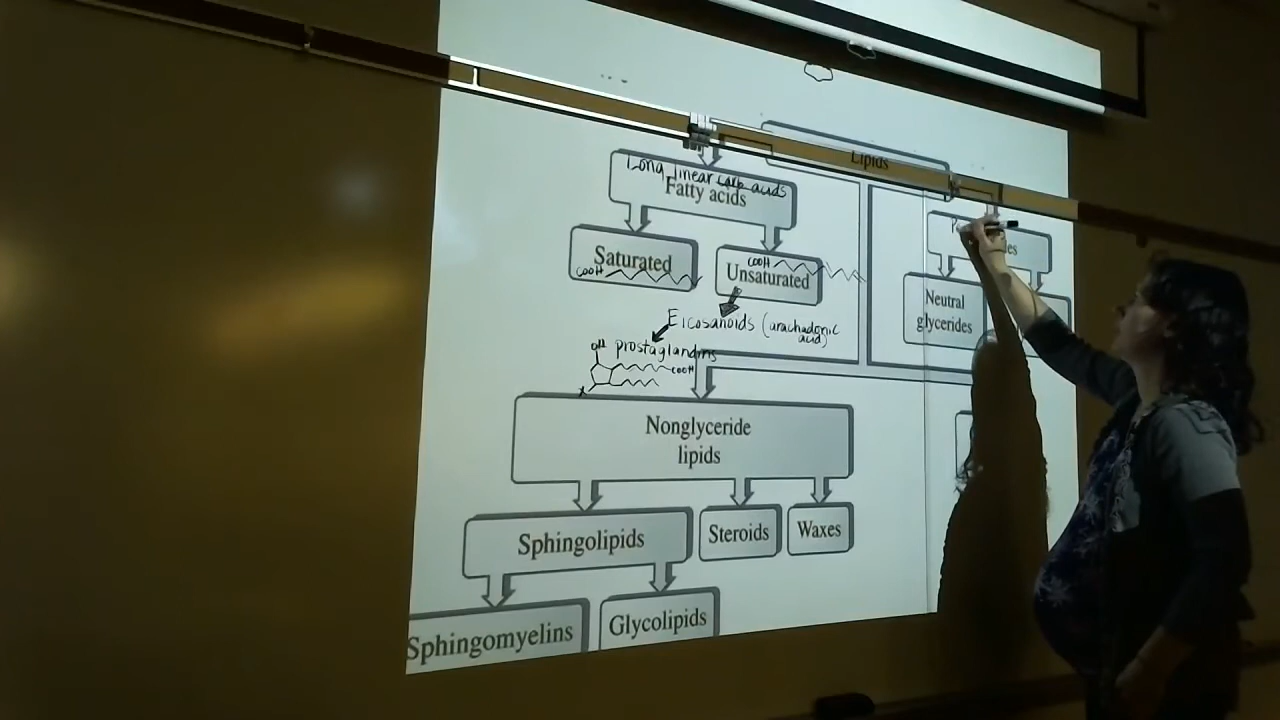 Lipids
Long linear carb acids
Fatty acids
Saturated
COOH
COOH
Unsaturated
Eicosanoids (arachadonic
acid)
OH prostaglandins
COOH
X
Neutral
glycerides
Nonglyceride
lipids
Sphingolipids
Steroids
Waxes
Sphingomyelins
Glycolipids